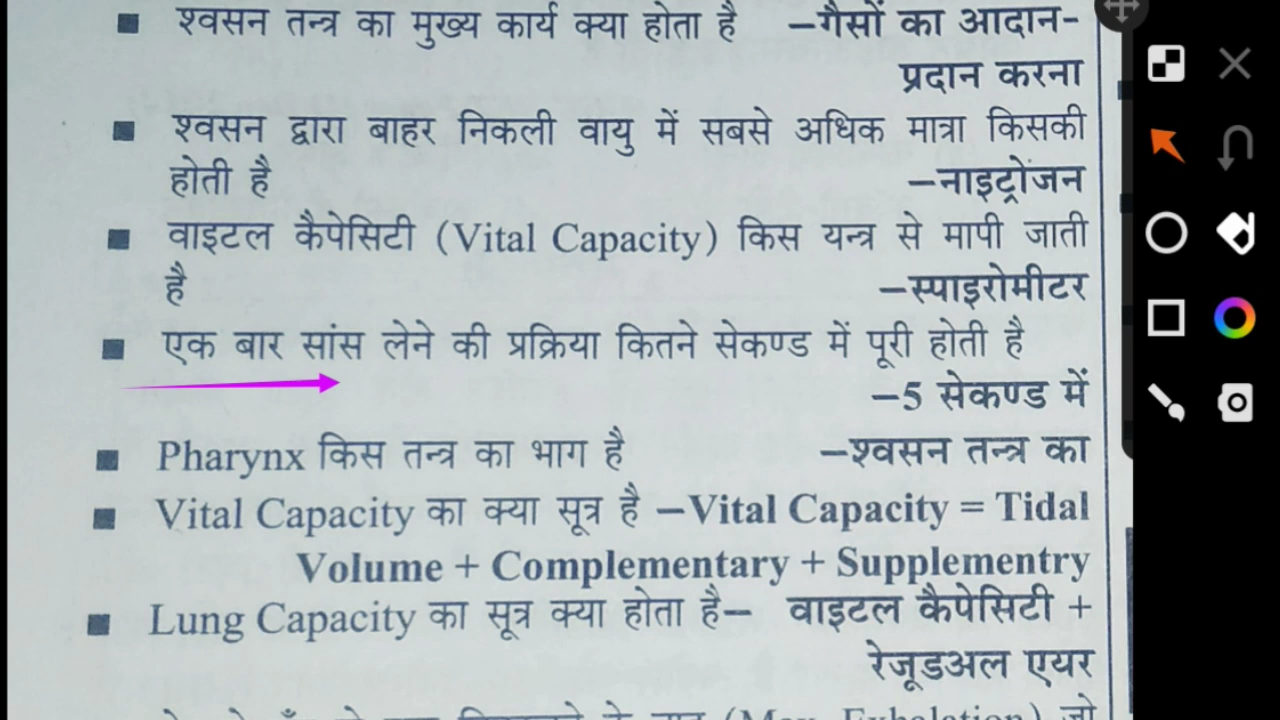 ■ श्वसन तन्त्र का मुख्य कार्य क्या होता है –गैसों का आदान-
प्रदान करना
■ श्वसन द्वारा बाहर निकली वायु में सबसे अधिक मात्रा किसकी
होती है –नाइट्रोजन
■ वाइटल कैपेसिटी (Vital Capacity) किस यन्त्र से मापी जाती
है –स्पाइरोमीटर
■ एक बार सांस लेने की प्रक्रिया कितने सेकण्ड में पूरी होती है
–5 सेकण्ड में
■ Pharynx किस तन्त्र का भाग है –श्वसन तन्त्र का
■ Vital Capacity का क्या सूत्र है –Vital Capacity = Tidal
Volume + Complementary + Supplementry
■ Lung Capacity का सूत्र क्या होता है– वाइटल कैपेसिटी +
रेजूडअल एयर
(Max. Exhalation) जो